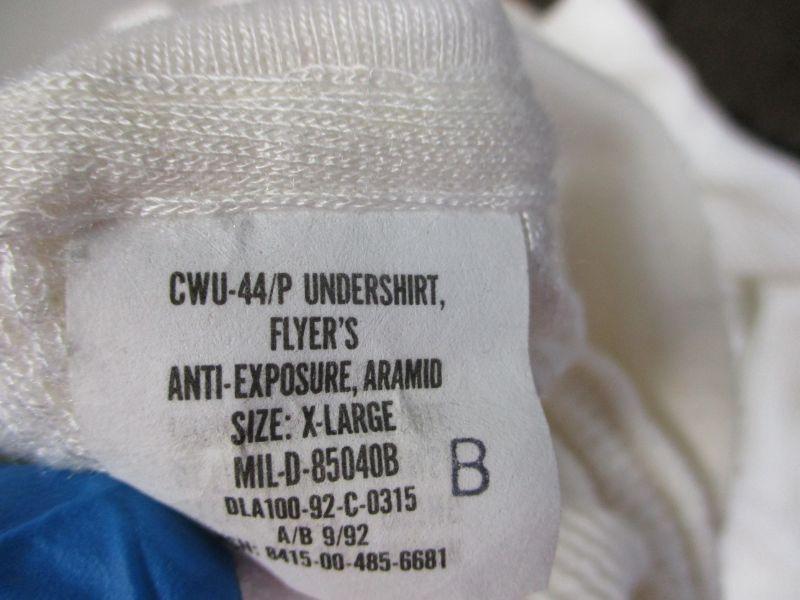 CWU-44/P UNDERSHIRT,
FLYER'S
ANTI-EXPOSURE, ARAMID
SIZE: X-LARGE
MIL-D-85040B
B
DLA100-92-C-0315
A/B 9/92
8415-00-485-6681